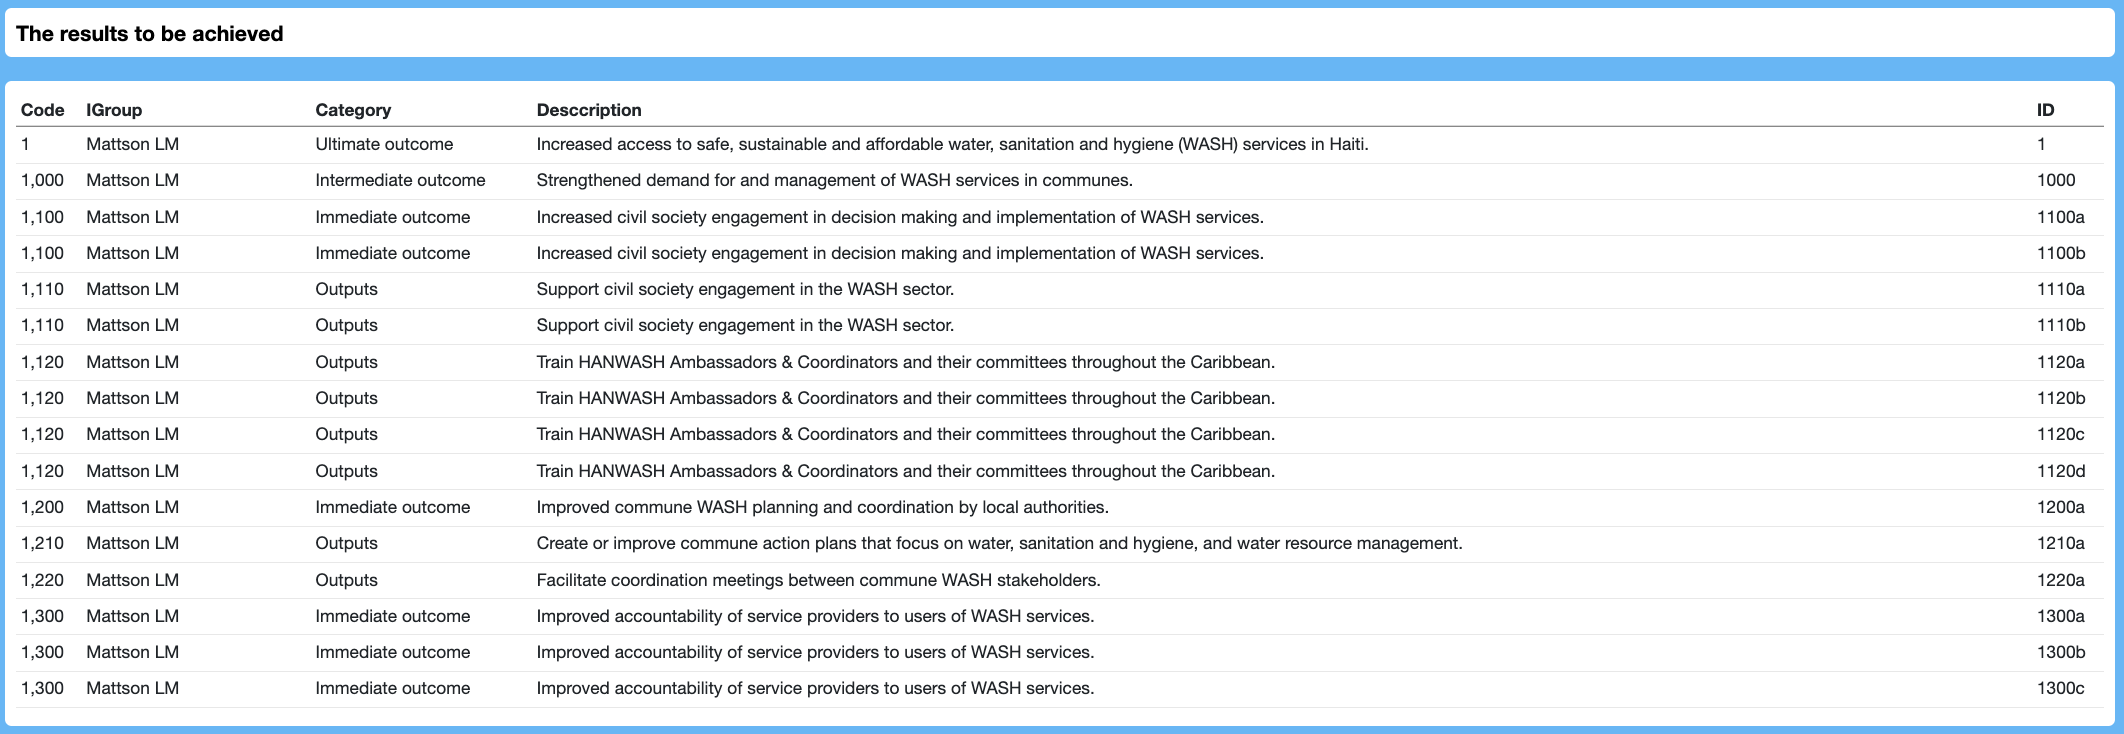 The results to be achieved
Code IGroup Category Desccription ID
1 Mattson LM Ultimate outcome Increased access to safe, sustainable and affordable water, sanitation and hygiene (WASH) services in Haiti. 1
1,000 Mattson LM Intermediate outcome Strengthened demand for and management of WASH services in communes. 1000
1,100 Mattson LM Immediate outcome Increased civil society engagement in decision making and implementation of WASH services. 1100a
1,100 Mattson LM Immediate outcome Increased civil society engagement in decision making and implementation of WASH services. 1100b
1,110 Mattson LM Outputs Support civil society engagement in the WASH sector. 1110a
1,110 Mattson LM Outputs Support civil society engagement in the WASH sector. 1110b
1,120 Mattson LM Outputs Train HANWASH Ambassadors & Coordinators and their committees throughout the Caribbean. 1120a
1,120 Mattson LM Outputs Train HANWASH Ambassadors & Coordinators and their committees throughout the Caribbean. 1120b
1,120 Mattson LM Outputs Train HANWASH Ambassadors & Coordinators and their committees throughout the Caribbean. 1120c
1,120 Mattson LM Outputs Train HANWASH Ambassadors & Coordinators and their committees throughout the Caribbean. 1120d
1,200 Mattson LM Immediate outcome Improved commune WASH planning and coordination by local authorities. 1200a
1,210 Mattson LM Outputs Create or improve commune action plans that focus on water, sanitation and hygiene, and water resource management. 1210a
1,220 Mattson LM Outputs Facilitate coordination meetings between commune WASH stakeholders. 1220a
1,300 Mattson LM Immediate outcome Improved accountability of service providers to users of WASH services. 1300a
1,300 Mattson LM Immediate outcome Improved accountability of service providers to users of WASH services. 1300b
1,300 Mattson LM Immediate outcome Improved accountability of service providers to users of WASH services. 1300c